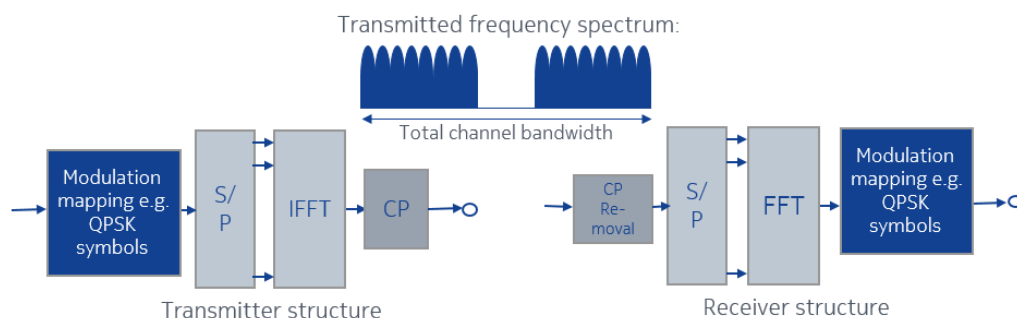 Transmitted frequency spectrum:
Total channel bandwidth
Modulation
mapping e.g.
QPSK
symbols
S/
P
IFFT
CP
Transmitter structure
CP
Re-
moval
S/
P
FFT
Modulation
mapping e.g.
QPSK
symbols
Receiver structure